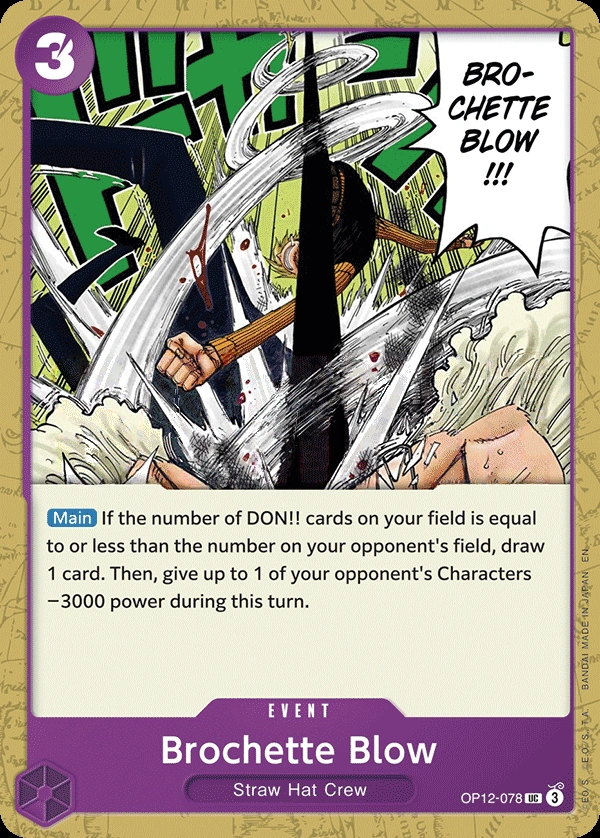 3
BRO-
CHETTE
BLOW
!!!
Main If the number of DON!! cards on your field is equal
to or less than the number on your opponent's field, draw
1 card. Then, give up to 1 of your opponent's Characters
−3000 power during this turn.
EVENT
Brochette Blow
Straw Hat Crew
OP12-078 UC 3
BANDAI MADE IN JAPAN EN